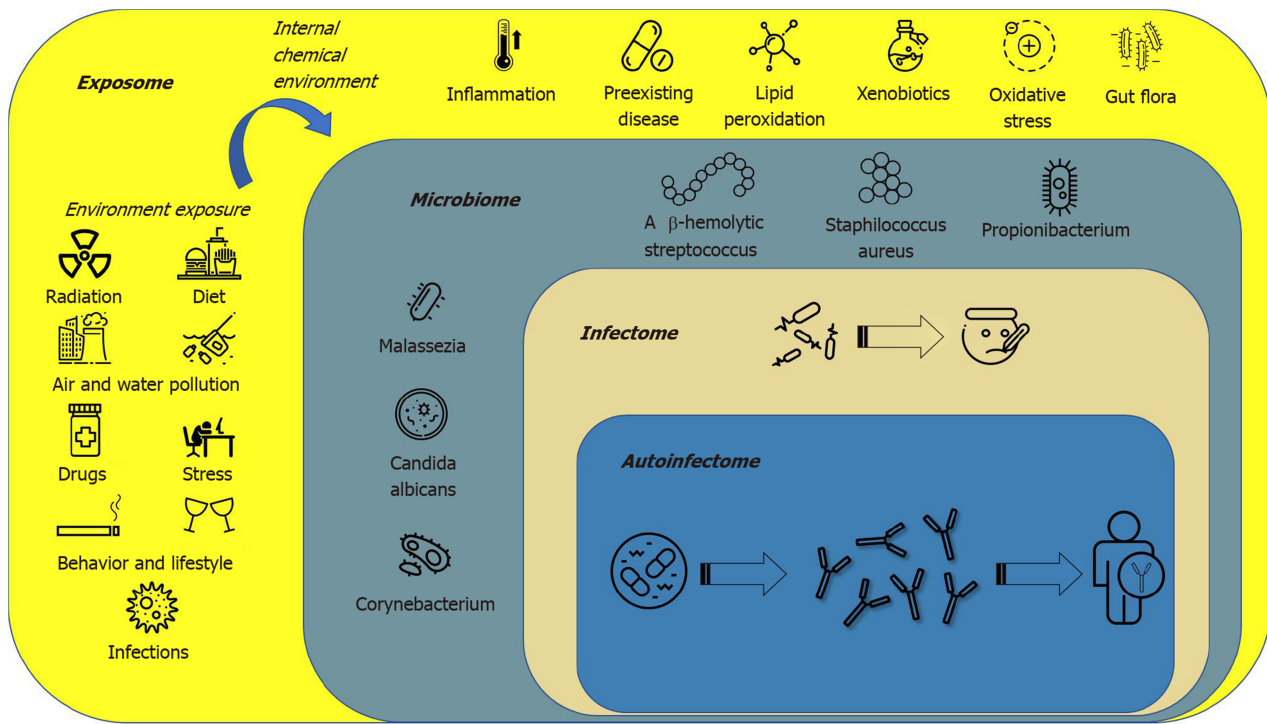 Exposome
Internal
chemical
environment
Inflammation
Preexisting
disease
Lipid
peroxidation
Xenobiotics
Oxidative
stress
Gut flora
Environment exposure
Radiation
Diet
Air and water pollution
Drugs
Stress
Behavior and lifestyle
Infections
Microbiome
A β-hemolytic
streptococcus
Staphilococcus
aureus
Propionibacterium
Malassezia
Candida
albicans
Corynebacterium
Infectome
Autoinfectome